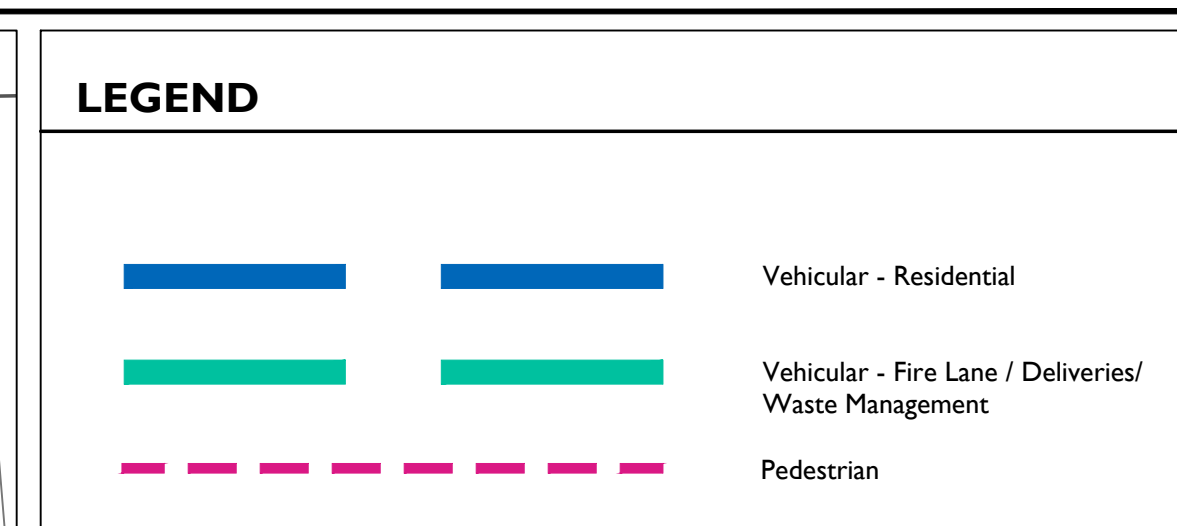 LEGEND
Vehicular - Residential
Vehicular - Fire Lane / Deliveries/
Waste Management
Pedestrian